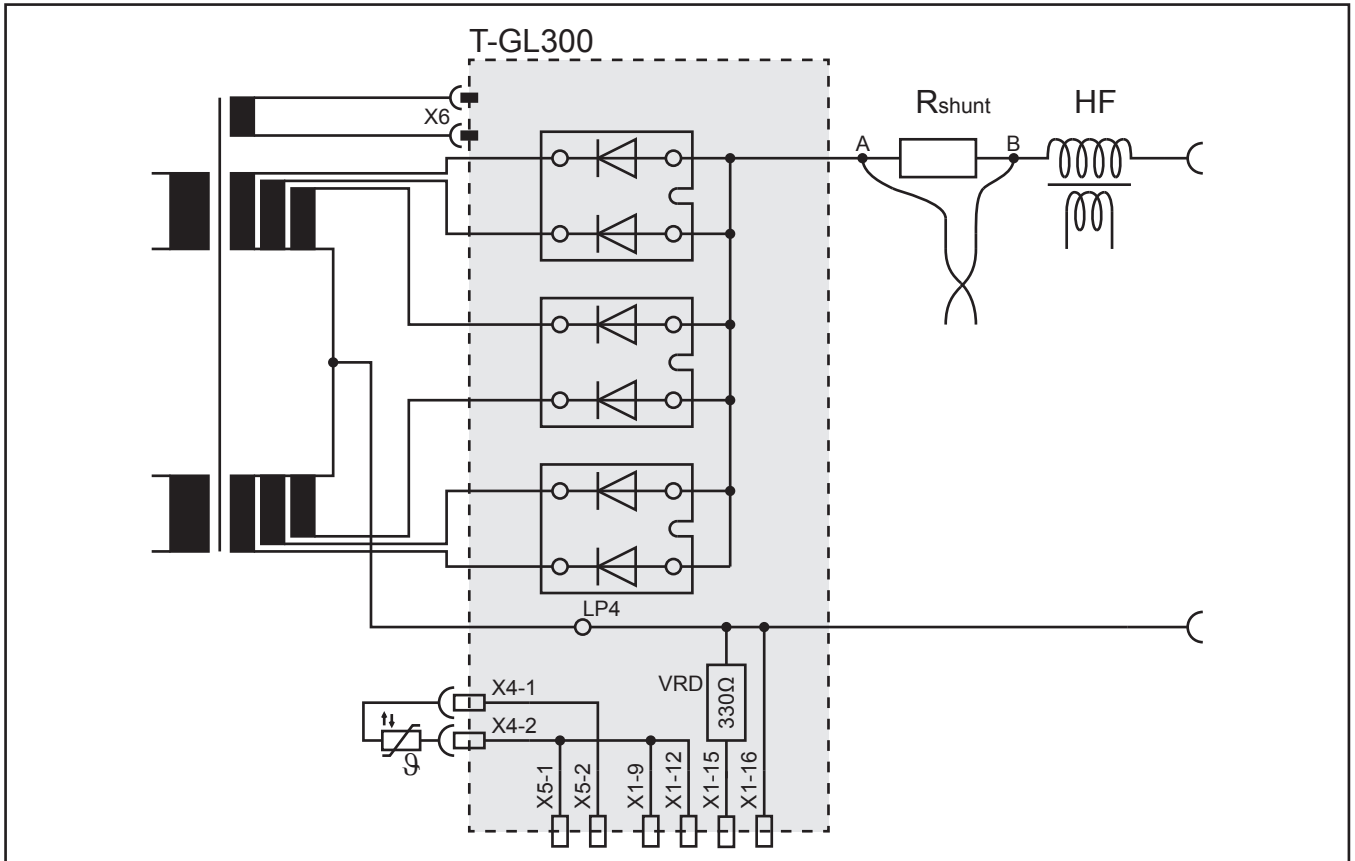 T-GL300
Rshunt
HF
X6
A
B
LP4
X4-1
X4-2
VRD
330Ω
ϑ
X5-1
X5-2
X1-9
X1-12
X1-15
X1-16